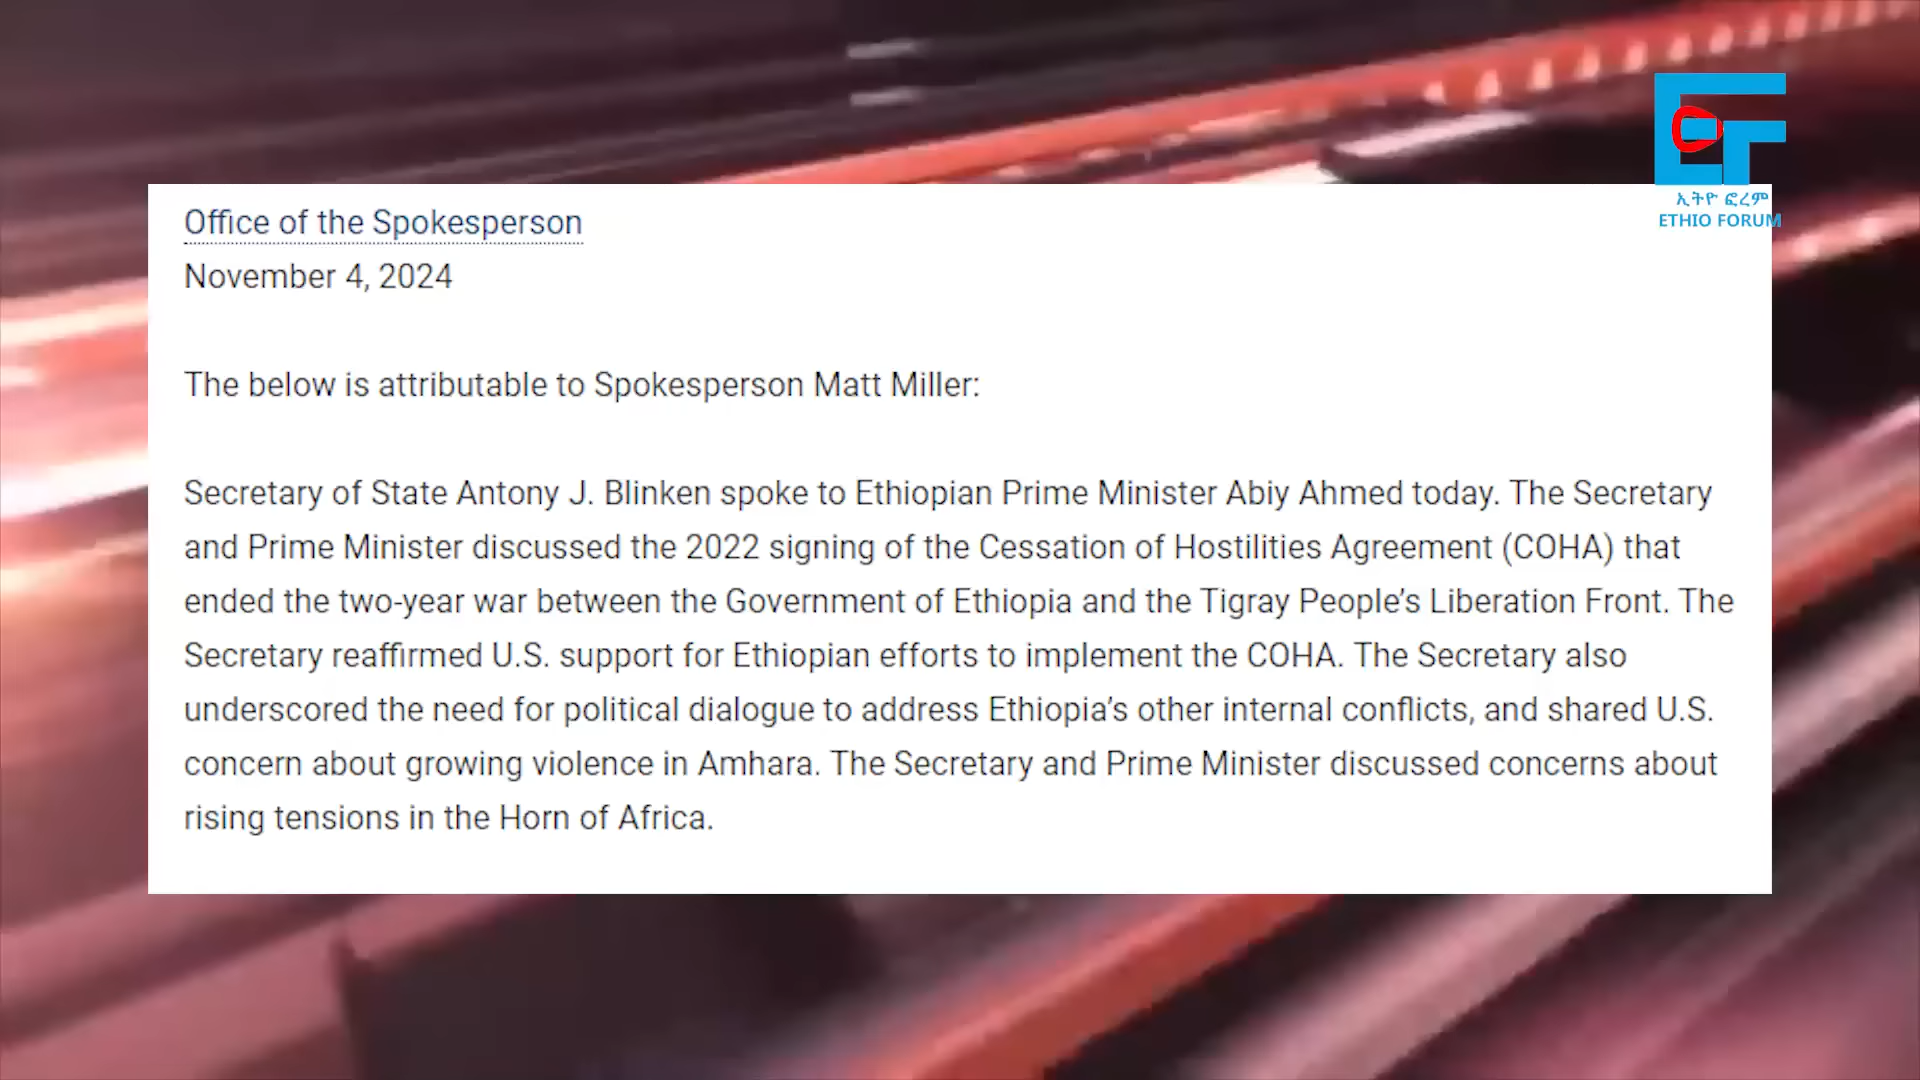 ኢትዮ ፎረም
ETHIO FORUM
Office of the Spokesperson
November 4, 2024
The below is attributable to Spokesperson Matt Miller:
Secretary of State Antony J. Blinken spoke to Ethiopian Prime Minister Abiy Ahmed today. The Secretary
and Prime Minister discussed the 2022 signing of the Cessation of Hostilities Agreement (COHA) that
ended the two-year war between the Government of Ethiopia and the Tigray People’s Liberation Front. The
Secretary reaffirmed U.S. support for Ethiopian efforts to implement the COHA. The Secretary also
underscored the need for political dialogue to address Ethiopia’s other internal conflicts, and shared U.S.
concern about growing violence in Amhara. The Secretary and Prime Minister discussed concerns about
rising tensions in the Horn of Africa.